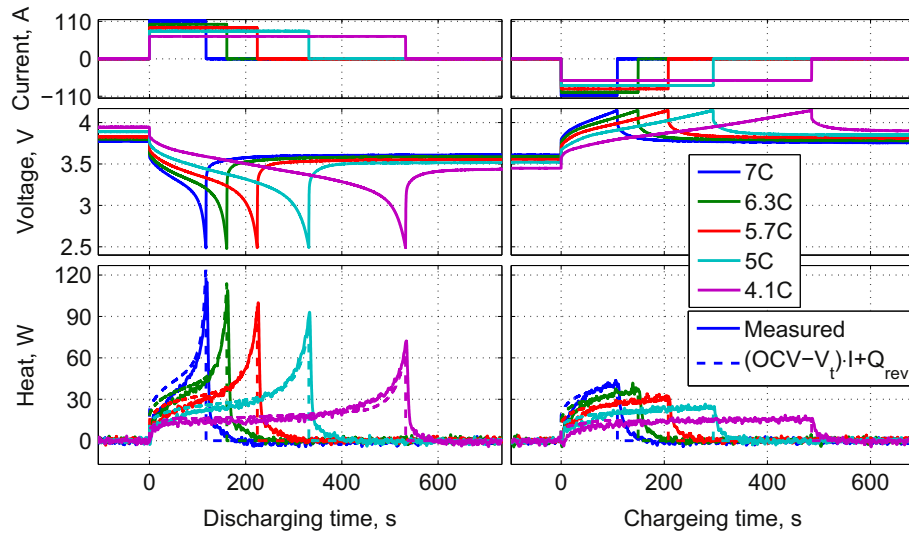 Current, A
110
0
−110
Voltage, V
4
3.5
3
2.5
Heat, W
120
90
60
30
0
0 200 400 600
0 200 400 600
Discharging time, s
Chargeing time, s
7C
6.3C
5.7C
5C
4.1C
Measured
(OCV−Vt)·I+Qrev